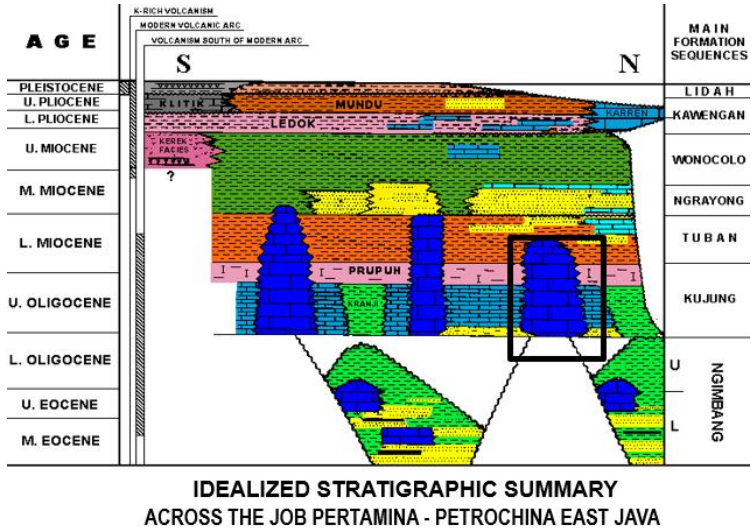 K-RICH VOLCANISM
MODERN VOLCANIC ARC
VOLCANISM SOUTH OF MODERN ARC
AGE
S
N
MAIN
FORMATION
SEQUENCES
PLEISTOCENE
LIDAH
U. PLIOCENE
KLITIK
MUNDU
KARREN
KAWENGAN
L. PLIOCENE
LEDOK
U. MIOCENE
KEREK
FACIES
?
WONOCOLO
M. MIOCENE
NGRAYONG
L. MIOCENE
TUBAN
PRUPUH
U. OLIGOCENE
KRANJI
KUJUNG
L. OLIGOCENE
U
U. EOCENE
L
NGIMBANG
M. EOCENE
IDEALIZED STRATIGRAPHIC SUMMARY
ACROSS THE JOB PERTAMINA - PETROCHINA EAST JAVA